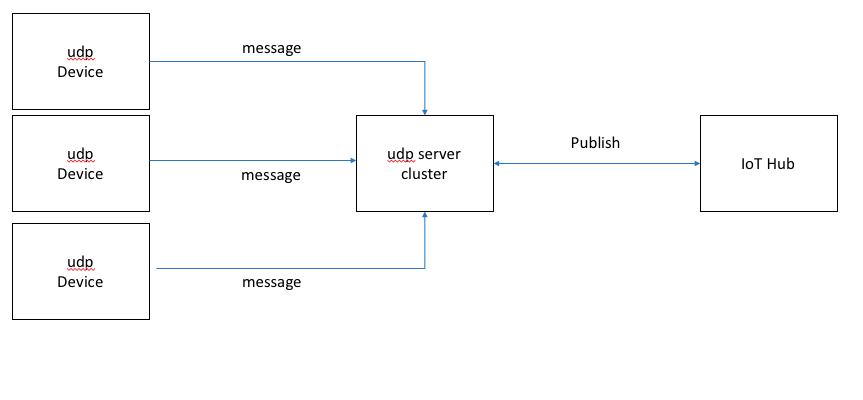 udp
Device
message
udp
Device
message
udp server
cluster
Publish
IoT Hub
udp
Device
message